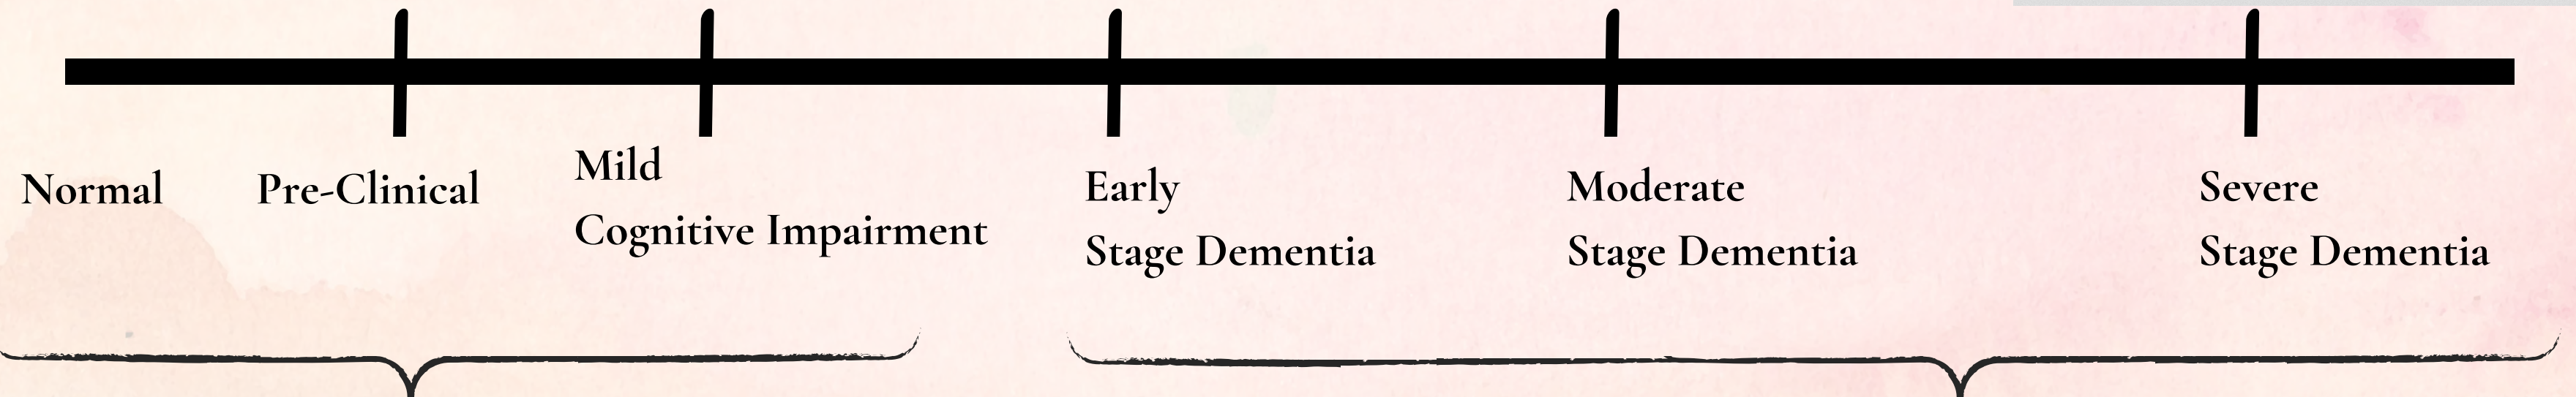 Normal
Pre-Clinical
Mild
Cognitive Impairment
Early
Stage Dementia
Moderate
Stage Dementia
Severe
Stage Dementia